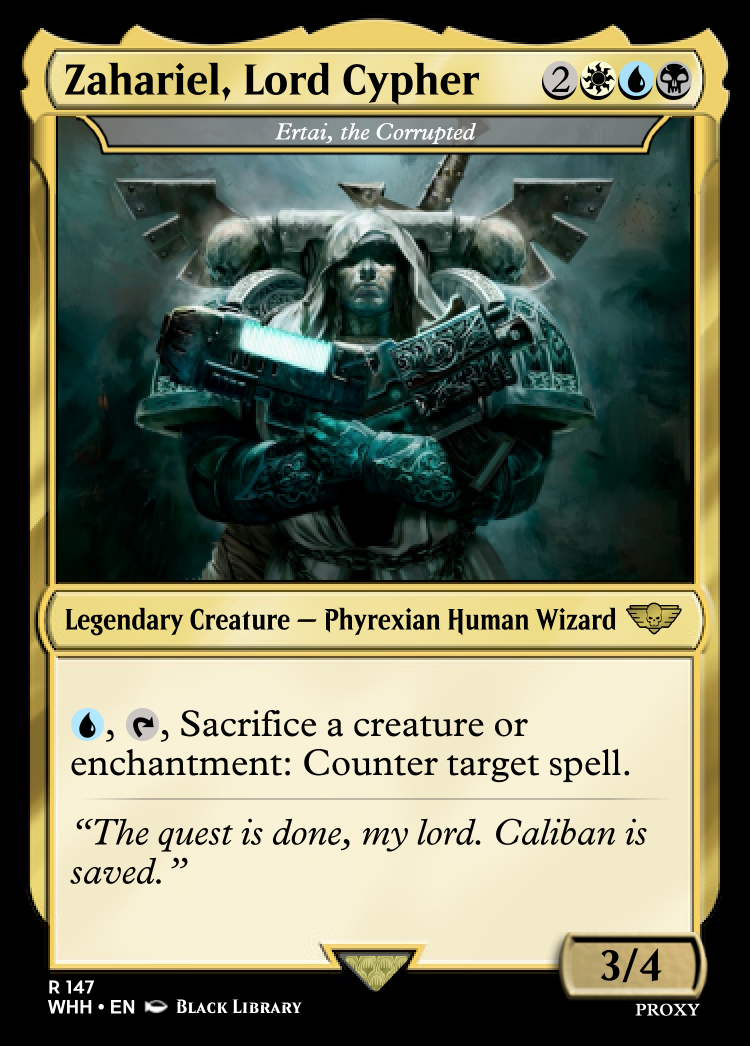 Zahariel, Lord Cypher 2
Ertai, the Corrupted
Legendary Creature — Phyrexian Human Wizard
, , Sacrifice a creature or
enchantment: Counter target spell.
“The quest is done, my lord. Caliban is
saved.”
3/4
R 147
WHH • EN BLACK LIBRARY
PROXY